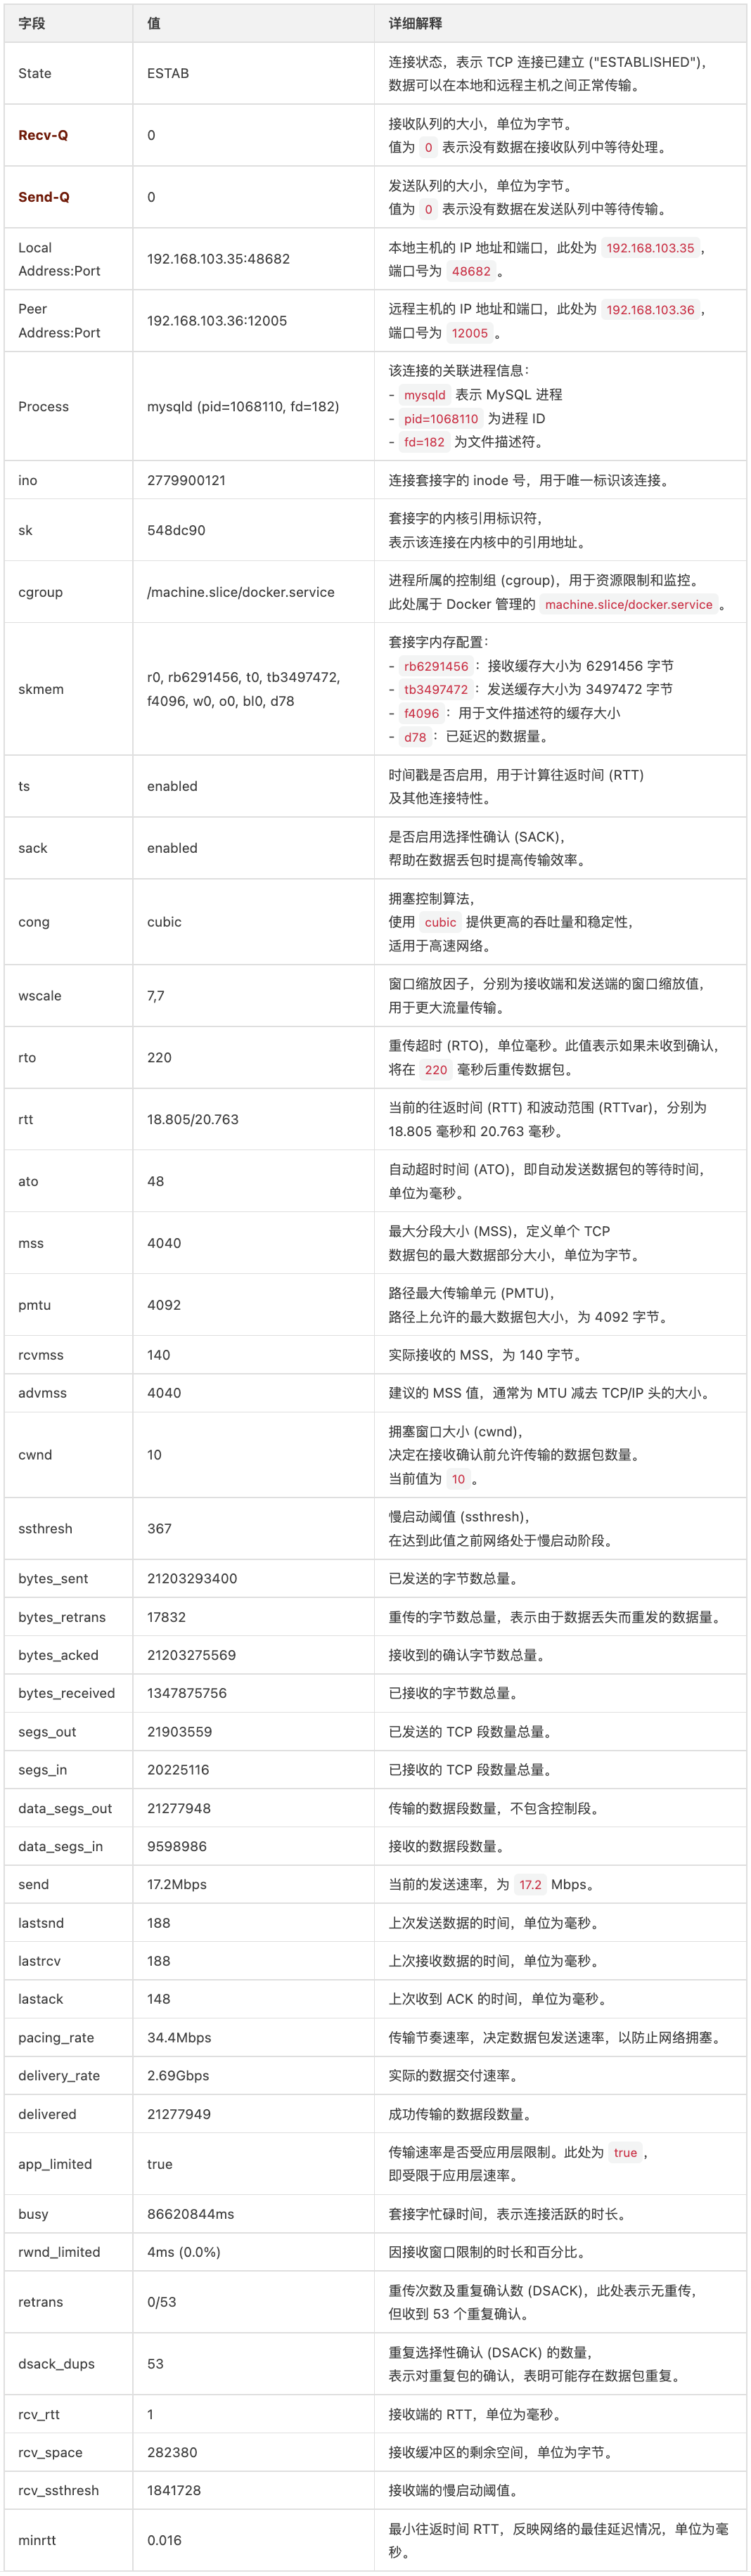 字段 值 详细解释
State ESTAB 连接状态，表示 TCP 连接已建立 ("ESTABLISHED")，
数据可以在本地和远程主机之间正常传输。
Recv-Q 0 接收队列的大小，单位为字节。
值为 0 表示没有数据在接收队列中等待处理。
Send-Q 0 发送队列的大小，单位为字节。
值为 0 表示没有数据在发送队列中等待传输。
Local
Address:Port 192.168.103.35:48682 本地主机的 IP 地址和端口，此处为 192.168.103.35 ，
端口号为 48682 。
Peer
Address:Port 192.168.103.36:12005 远程主机的 IP 地址和端口，此处为 192.168.103.36 ，
端口号为 12005 。
Process mysqld (pid=1068110, fd=182) 该连接的关联进程信息：
- mysqld 表示 MySQL 进程
- pid=1068110 为进程 ID
- fd=182 为文件描述符。
ino 2779900121 连接套接字的 inode 号，用于唯一标识该连接。
sk 548dc90 套接字的内核引用标识符，
表示该连接在内核中的引用地址。
cgroup /machine.slice/docker.service 进程所属的控制组 (cgroup)，用于资源限制和监控。
此处属于 Docker 管理的 machine.slice/docker.service 。
skmem r0, rb6291456, t0, tb3497472,
f4096, w0, o0, bl0, d78 套接字内存配置：
- rb6291456 ：接收缓存大小为 6291456 字节
- tb3497472 ：发送缓存大小为 3497472 字节
- f4096 ：用于文件描述符的缓存大小
- d78 ：已延迟的数据量。
ts enabled 时间戳是否启用，用于计算往返时间 (RTT)
及其他连接特性。
sack enabled 是否启用选择性确认 (SACK)，
帮助在数据丢包时提高传输效率。
cong cubic 拥塞控制算法，
使用 cubic 提供更高的吞吐量和稳定性，
适用于高速网络。
wscale 7,7 窗口缩放因子，分别为接收端和发送端的窗口缩放值，
用于更大流量传输。
rto 220 重传超时 (RTO)，单位毫秒。此值表示如果未收到确认，
将在 220 毫秒后重传数据包。
rtt 18.805/20.763 当前的往返时间 (RTT) 和波动范围 (RTTvar)，分别为
18.805 毫秒和 20.763 毫秒。
ato 48 自动超时时间 (ATO)，即自动发送数据包的等待时间，
单位为毫秒。
mss 4040 最大分段大小 (MSS)，定义单个 TCP
数据包的最大数据部分大小，单位为字节。
pmtu 4092 路径最大传输单元 (PMTU)，
路径上允许的最大数据包大小，为 4092 字节。
rcvmss 140 实际接收的 MSS，为 140 字节。
advmss 4040 建议的 MSS 值，通常为 MTU 减去 TCP/IP 头的大小。
cwnd 10 拥塞窗口大小 (cwnd)，
决定在接收确认前允许传输的数据包数量。
当前值为 10 。
ssthresh 367 慢启动阈值 (ssthresh)，
在达到此值之前网络处于慢启动阶段。
bytes_sent 21203293400 已发送的字节数总量。
bytes_retrans 17832 重传的字节数总量，表示由于数据丢失而重发的数据量。
bytes_acked 21203275569 接收到的确认字节数总量。
bytes_received 1347875756 已接收的字节数总量。
segs_out 21903559 已发送的 TCP 段数量总量。
segs_in 20225116 已接收的 TCP 段数量总量。
data_segs_out 21277948 传输的数据段数量，不包含控制段。
data_segs_in 9598986 接收的数据段数量。
send 17.2Mbps 当前的发送速率，为 17.2 Mbps。
lastsnd 188 上次发送数据的时间，单位为毫秒。
lastrcv 188 上次接收数据的时间，单位为毫秒。
lastack 148 上次收到 ACK 的时间，单位为毫秒。
pacing_rate 34.4Mbps 传输节奏速率，决定数据包发送速率，以防止网络拥塞。
delivery_rate 2.69Gbps 实际的数据交付速率。
delivered 21277949 成功传输的数据段数量。
app_limited true 传输速率是否受应用层限制。此处为 true ，
即受限于应用层速率。
busy 86620844ms 套接字忙碌时间，表示连接活跃的时长。
rwnd_limited 4ms (0.0%) 因接收窗口限制的时长和百分比。
retrans 0/53 重传次数及重复确认数 (DSACK)，此处表示无重传，
但收到 53 个重复确认。
dsack_dups 53 重复选择性确认 (DSACK) 的数量，
表示对重复包的确认，表明可能存在数据包重复。
rcv_rtt 1 接收端的 RTT，单位为毫秒。
rcv_space 282380 接收缓冲区的剩余空间，单位为字节。
rcv_ssthresh 1841728 接收端的慢启动阈值。
minrtt 0.016 最小往返时间 RTT，反映网络的最佳延迟情况，单位为毫
秒。